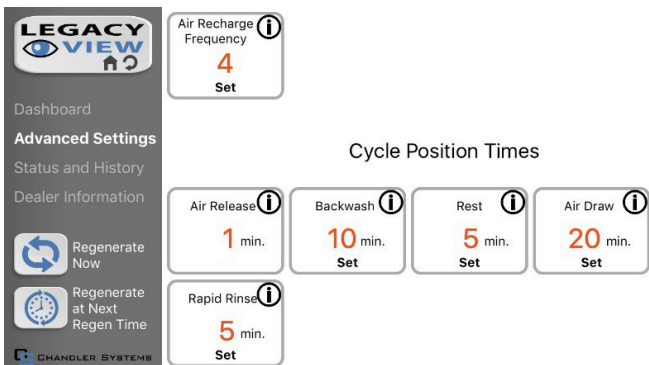 LEGACY
VIEW
Dashboard
Advanced Settings
Status and History
Dealer Information
Regenerate
Now
Regenerate
at Next
Regen Time
CHANDLER SYSTEMS
Air Recharge
Frequency
i
4
Set
Cycle Position Times
Air Release
i
1 min.
Backwash
i
10 min.
Set
Rest
i
5 min.
Set
Air Draw
i
20 min.
Set
Rapid Rinse
i
5 min.
Set